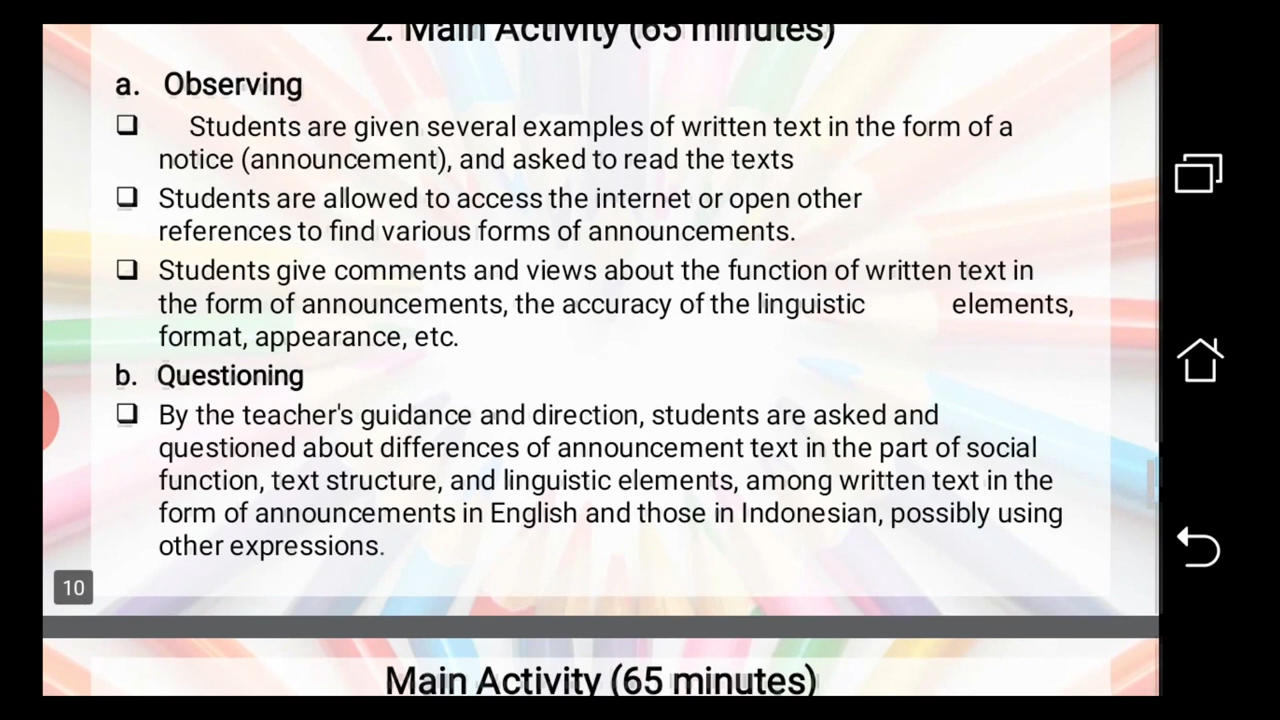 2. Main Activity (65 minutes)
a. Observing
❑ Students are given several examples of written text in the form of a
notice (announcement), and asked to read the texts
❑ Students are allowed to access the internet or open other
references to find various forms of announcements.
❑ Students give comments and views about the function of written text in
the form of announcements, the accuracy of the linguistic elements,
format, appearance, etc.
b. Questioning
❑ By the teacher's guidance and direction, students are asked and
questioned about differences of announcement text in the part of social
function, text structure, and linguistic elements, among written text in the
form of announcements in English and those in Indonesian, possibly using
other expressions.
10
Main Activity (65 minutes)